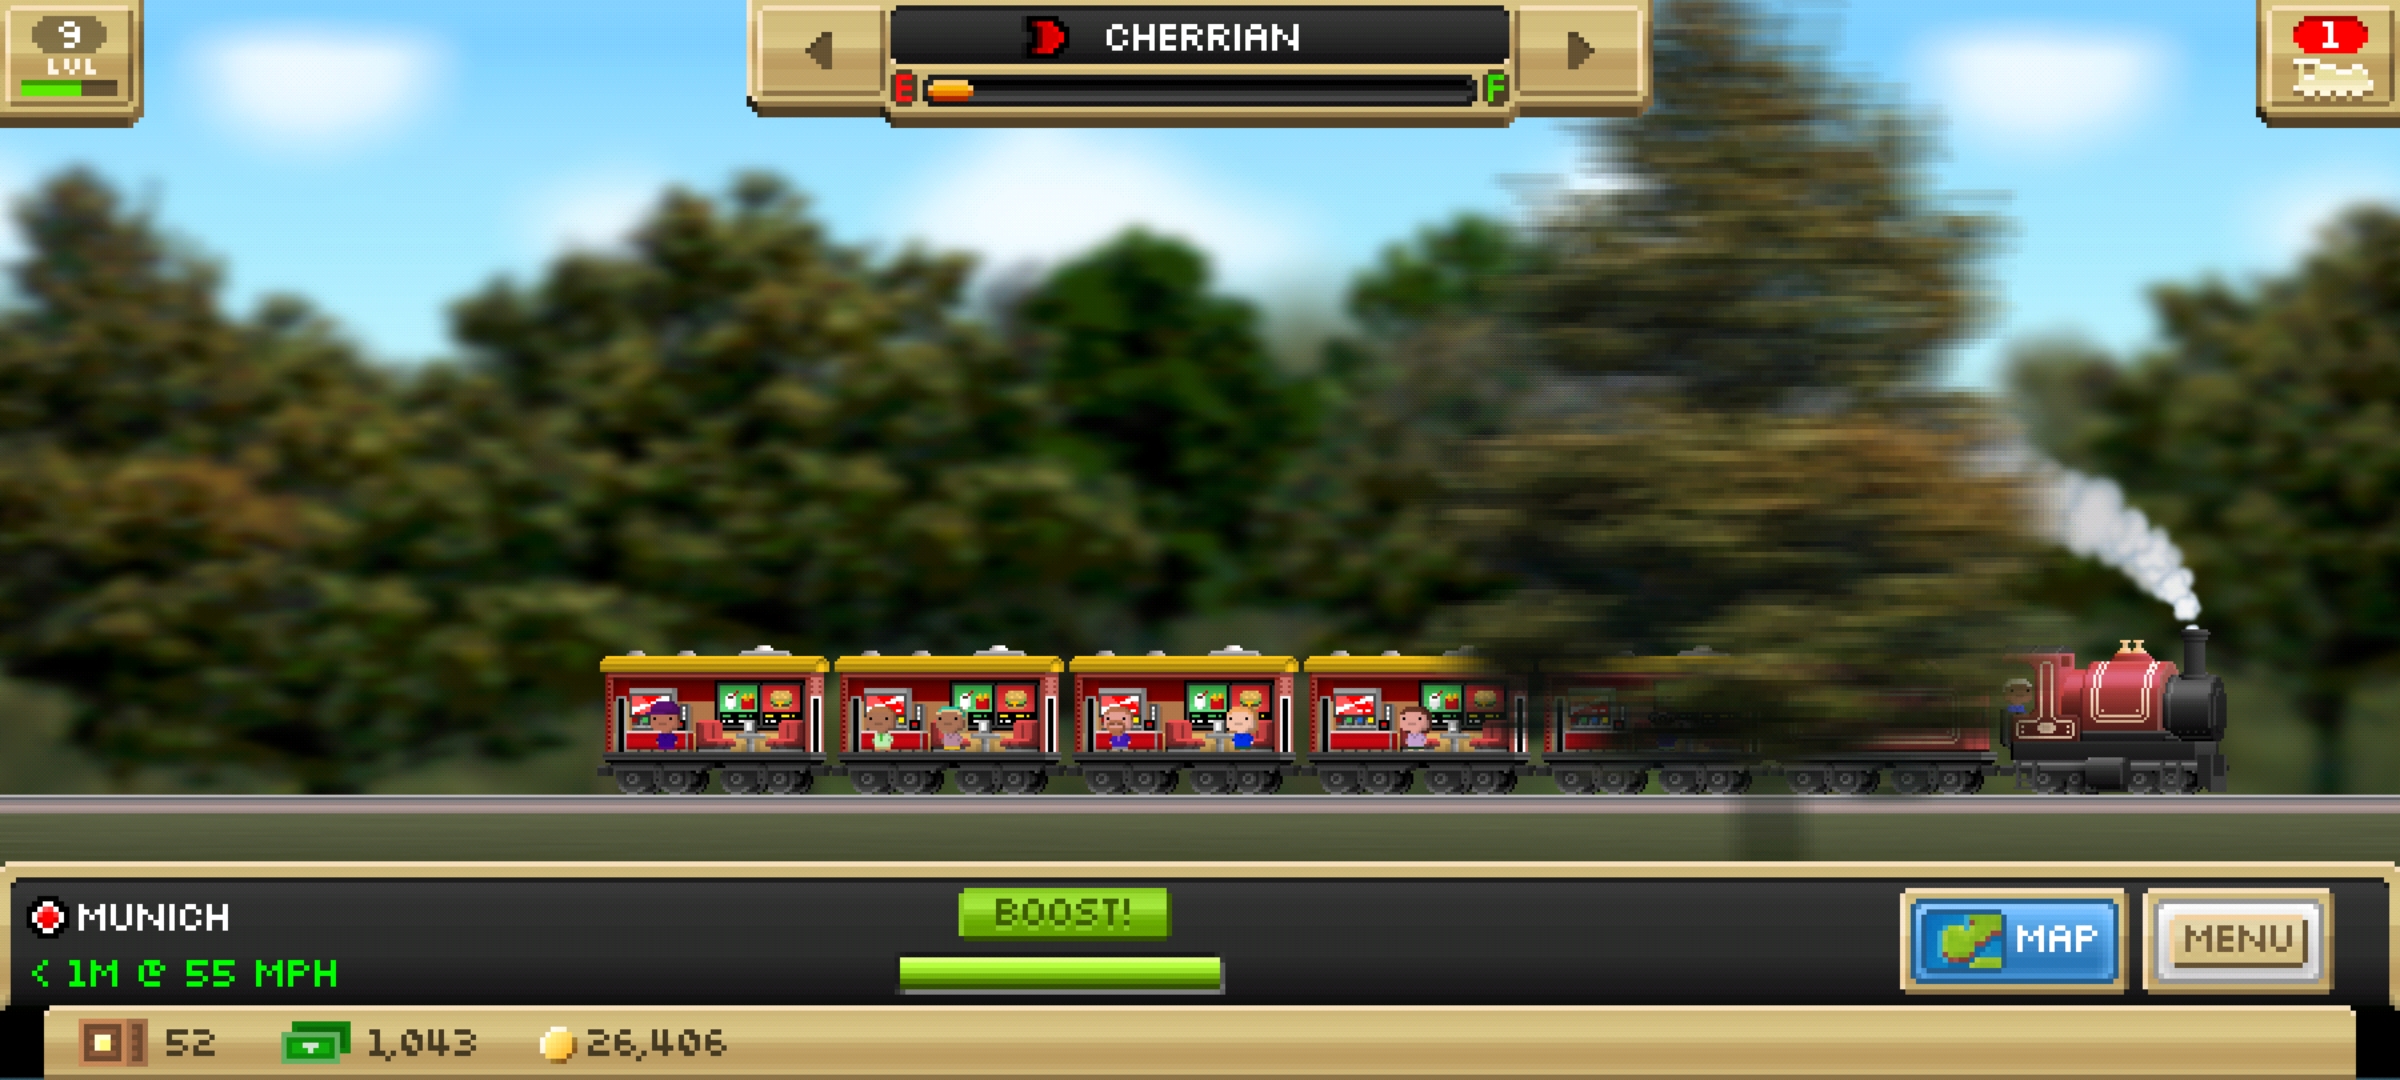 9
LVL
CHERRIAN
E F
1
MUNICH
< 1M @ 55 MPH
BOOST!
MAP
MENU
52 1,043 26,406